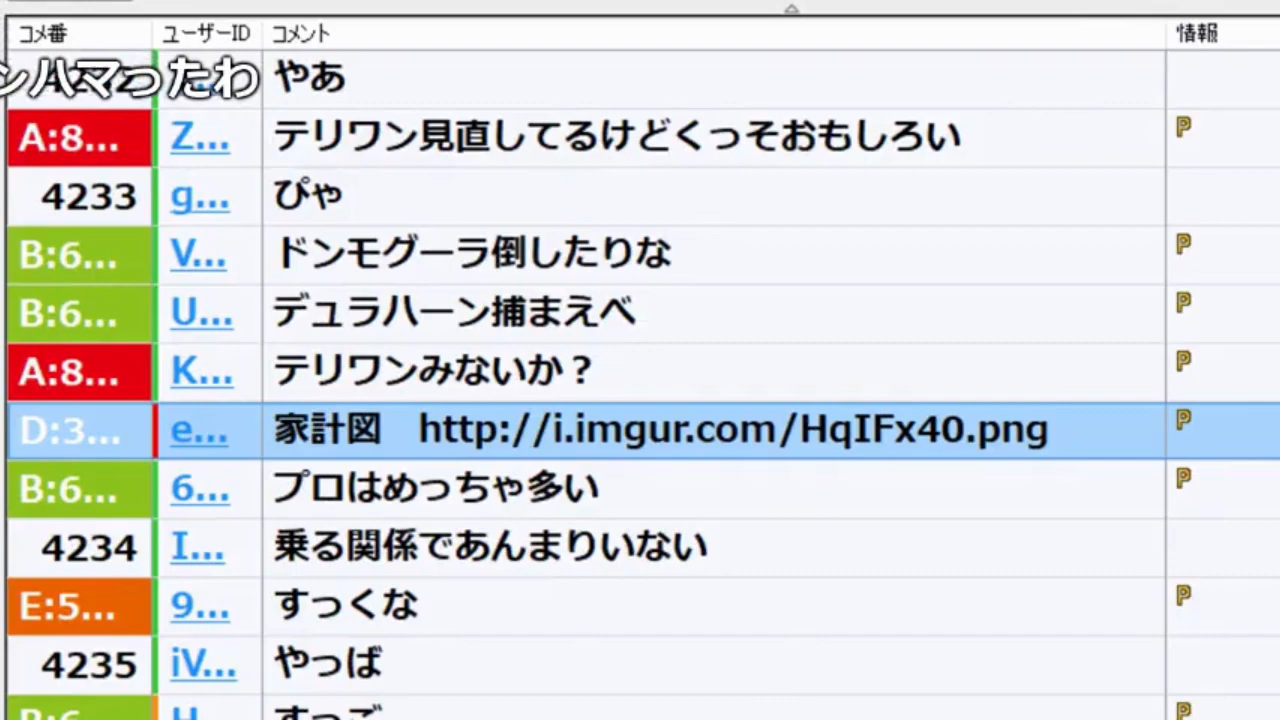 コメ番 ユーザーID コメント 情報
ンハマったわ やあ
A:8... Z... テリワン見直してるけどくっそおもしろい P
4233 g... ぴゃ
B:6... V... ドンモグーラ倒したりな P
B:6... U... デュラハーン捕まえべ P
A:8... K... テリワンみないか？ P
D:3... e... 家計図 http://i.imgur.com/HqIFx40.png P
B:6... 6... プロはめっちゃ多い P
4234 I... 乗る関係であんまりいない
E:5... 9... すっくな P
4235 iV... やっば